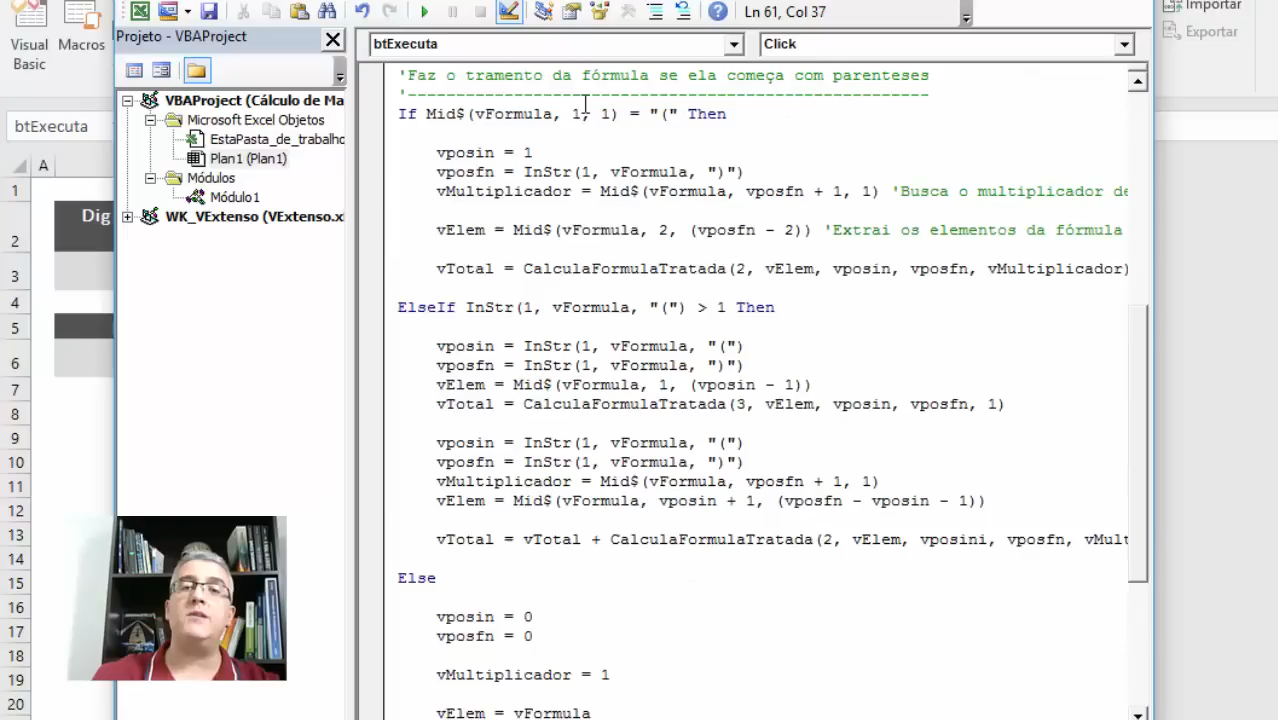 Ln 61, Col 37
Importar
Exportar
Visual
Basic
Macros
Projeto - VBAProject
btExecuta
Click
VBAProject (Cálculo de Ma
Microsoft Excel Objetos
EstaPasta_de_trabalho
Plan1 (Plan1)
Módulos
Módulo1
WK_VExtenso (VExtenso.x
btExecuta
A
Dig
1
2
3
4
5
6
7
8
9
10
11
12
13
14
15
16
17
18
19
20
'Faz o tramento da fórmula se ela começa com parenteses
'-------------------------------------------------------
If Mid$(vFormula, 1, 1) = "(" Then
vposin = 1
vposfn = InStr(1, vFormula, ")")
vMultiplicador = Mid$(vFormula, vposfn + 1, 1) 'Busca o multiplicador de
vElem = Mid$(vFormula, 2, (vposfn - 2)) 'Extrai os elementos da fórmula
vTotal = CalculaFormulaTratada(2, vElem, vposin, vposfn, vMultiplicador)
ElseIf InStr(1, vFormula, "(") > 1 Then
vposin = InStr(1, vFormula, "(")
vposfn = InStr(1, vFormula, ")")
vElem = Mid$(vFormula, 1, (vposin - 1))
vTotal = CalculaFormulaTratada(3, vElem, vposin, vposfn, 1)
vposin = InStr(1, vFormula, "(")
vposfn = InStr(1, vFormula, ")")
vMultiplicador = Mid$(vFormula, vposfn + 1, 1)
vElem = Mid$(vFormula, vposin + 1, (vposfn - vposin - 1))
vTotal = vTotal + CalculaFormulaTratada(2, vElem, vposini, vposfn, vMult
Else
vposin = 0
vposfn = 0
vMultiplicador = 1
vElem = vFormula